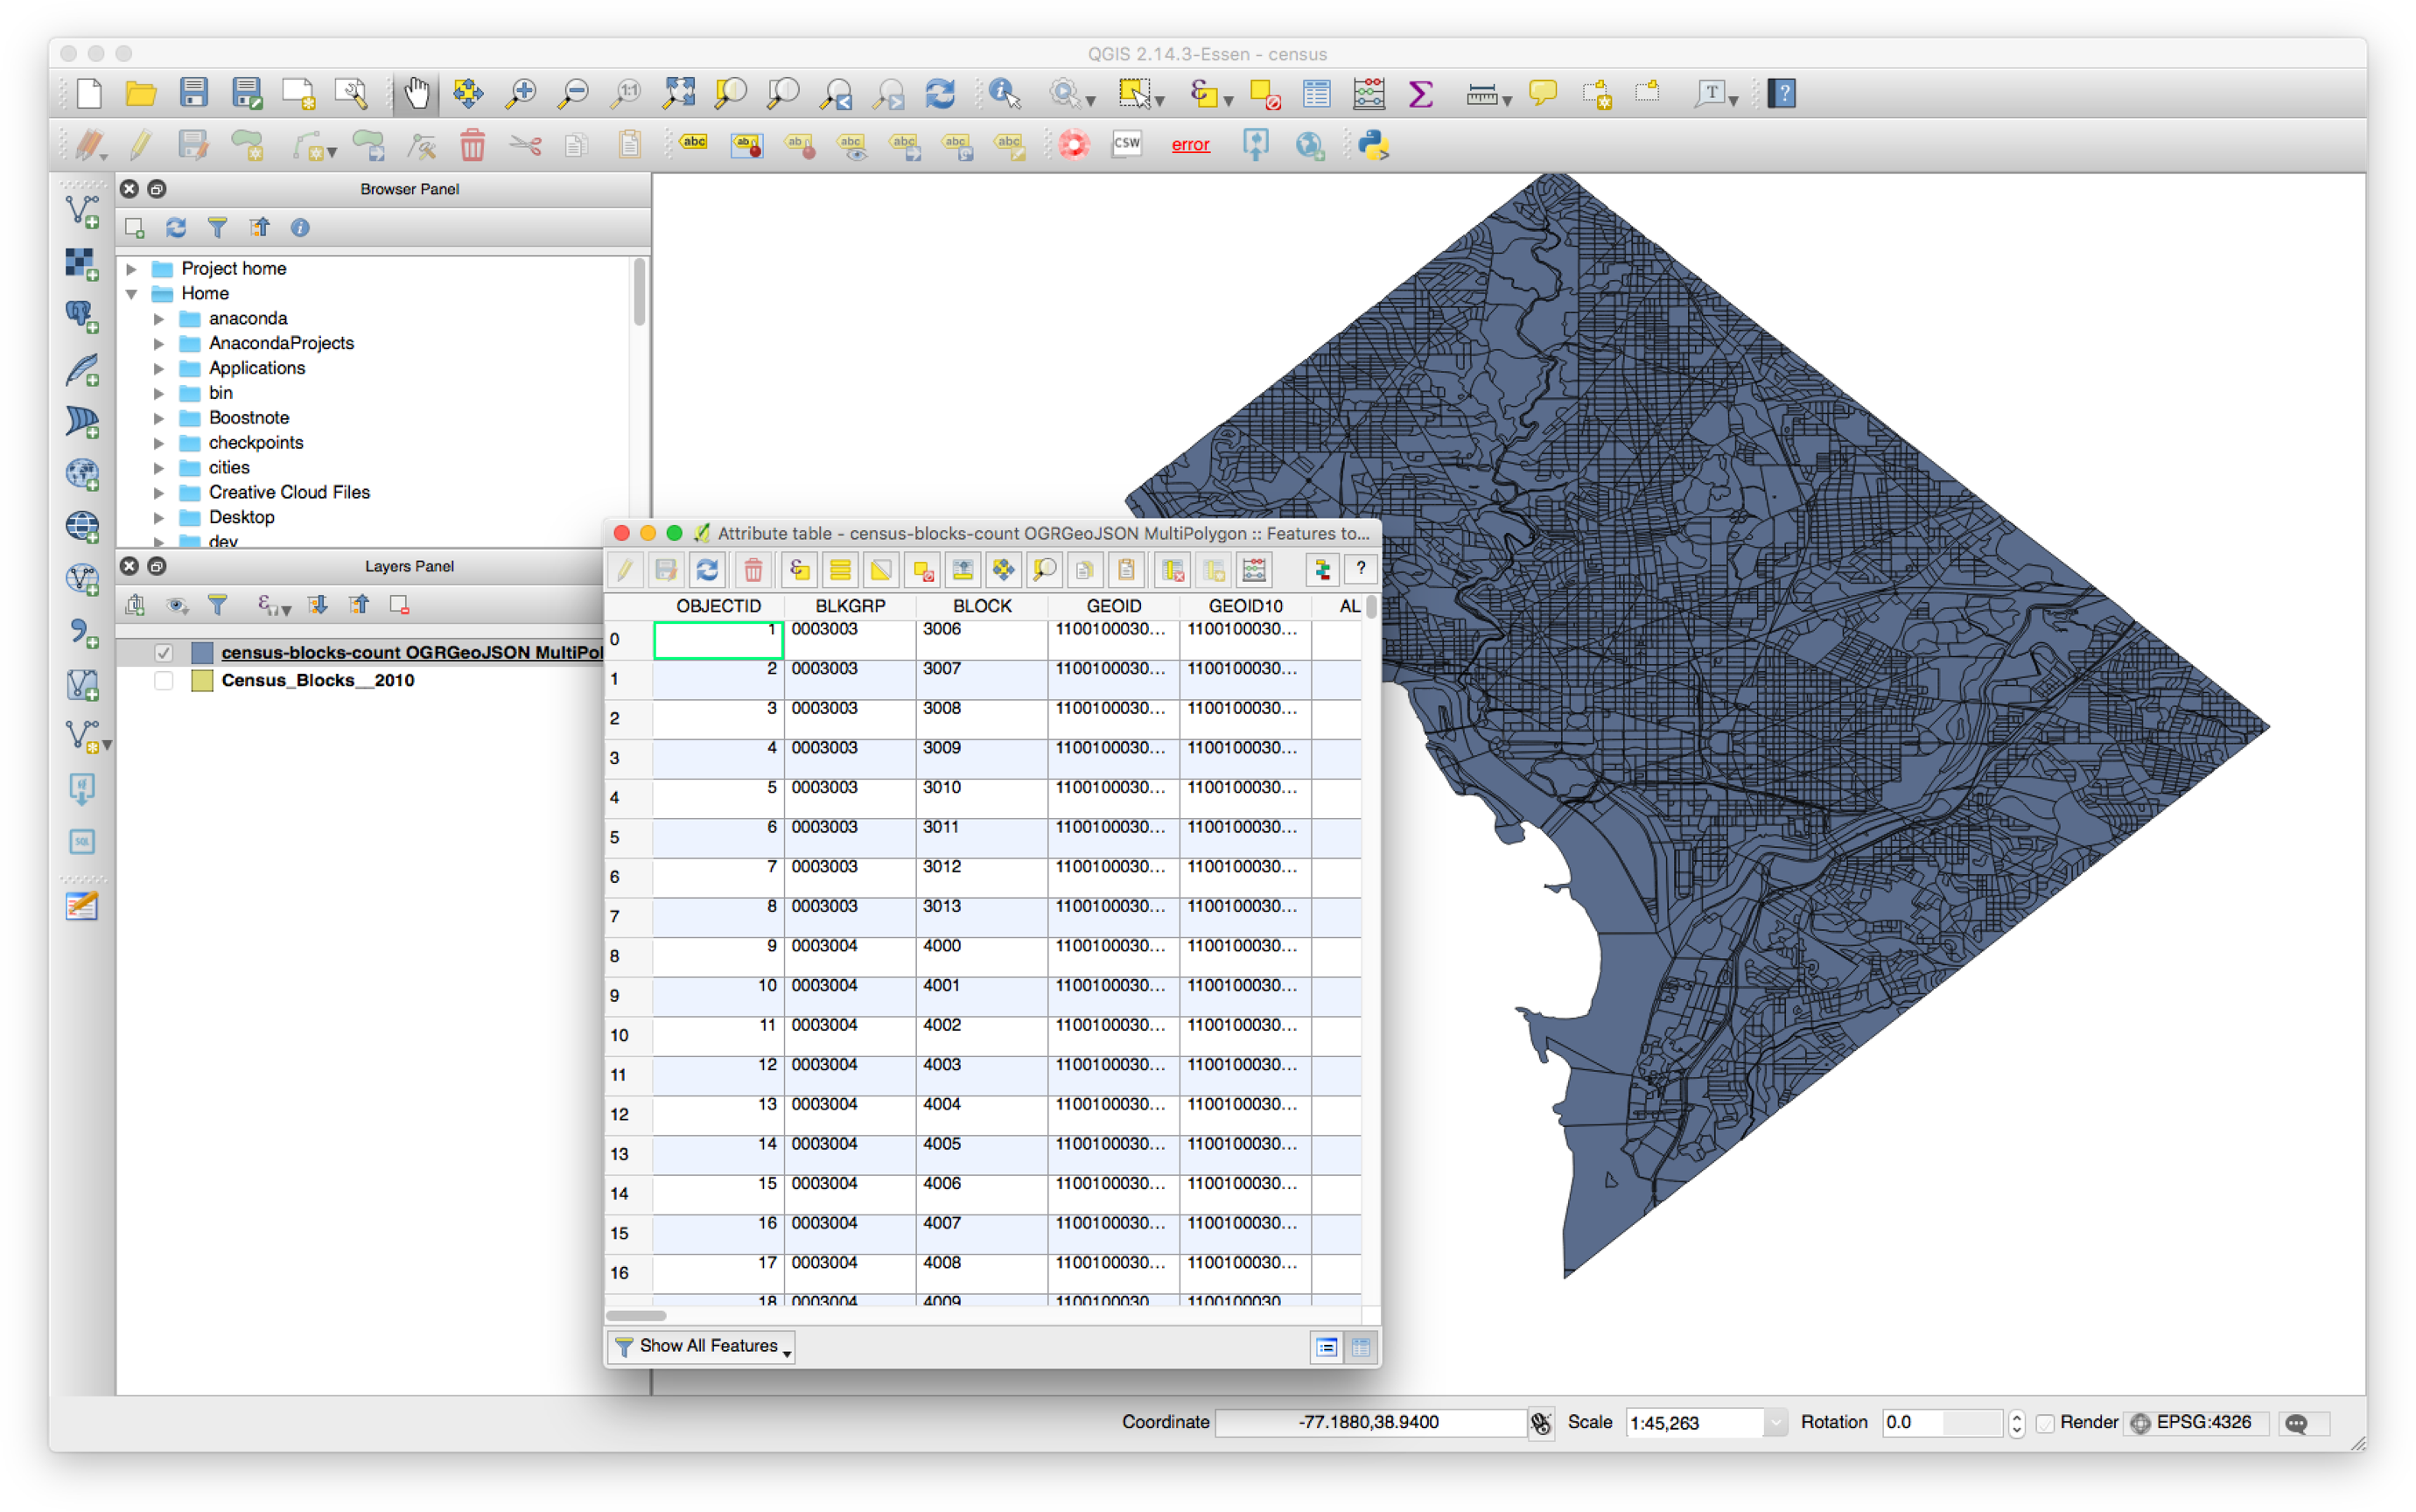 QGIS 2.14.3-Essen - census
1:1
T
?
abc
ab
ab
abc
abc
abc
abc
CSW
error
Browser Panel
Project home
Home
anaconda
AnacondaProjects
Applications
bin
Boostnote
checkpoints
cities
Creative Cloud Files
Desktop
dev
Layers Panel
census-blocks-count OGRGeoJSON MultiPol
Census_Blocks__2010
SQL
Attribute table - census-blocks-count OGRGeoJSON MultiPolygon :: Features to...
?
OBJECTID BLKGRP BLOCK GEOID GEOID10 AL
0 1 0003003 3006 1100100030... 1100100030...
1 2 0003003 3007 1100100030... 1100100030...
2 3 0003003 3008 1100100030... 1100100030...
3 4 0003003 3009 1100100030... 1100100030...
4 5 0003003 3010 1100100030... 1100100030...
5 6 0003003 3011 1100100030... 1100100030...
6 7 0003003 3012 1100100030... 1100100030...
7 8 0003003 3013 1100100030... 1100100030...
8 9 0003004 4000 1100100030... 1100100030...
9 10 0003004 4001 1100100030... 1100100030...
10 11 0003004 4002 1100100030... 1100100030...
11 12 0003004 4003 1100100030... 1100100030...
12 13 0003004 4004 1100100030... 1100100030...
13 14 0003004 4005 1100100030... 1100100030...
14 15 0003004 4006 1100100030... 1100100030...
15 16 0003004 4007 1100100030... 1100100030...
16 17 0003004 4008 1100100030... 1100100030...
18 0003004 4009 1100100030 1100100030
Show All Features
Coordinate -77.1880,38.9400 Scale 1:45,263 Rotation 0.0 Render EPSG:4326